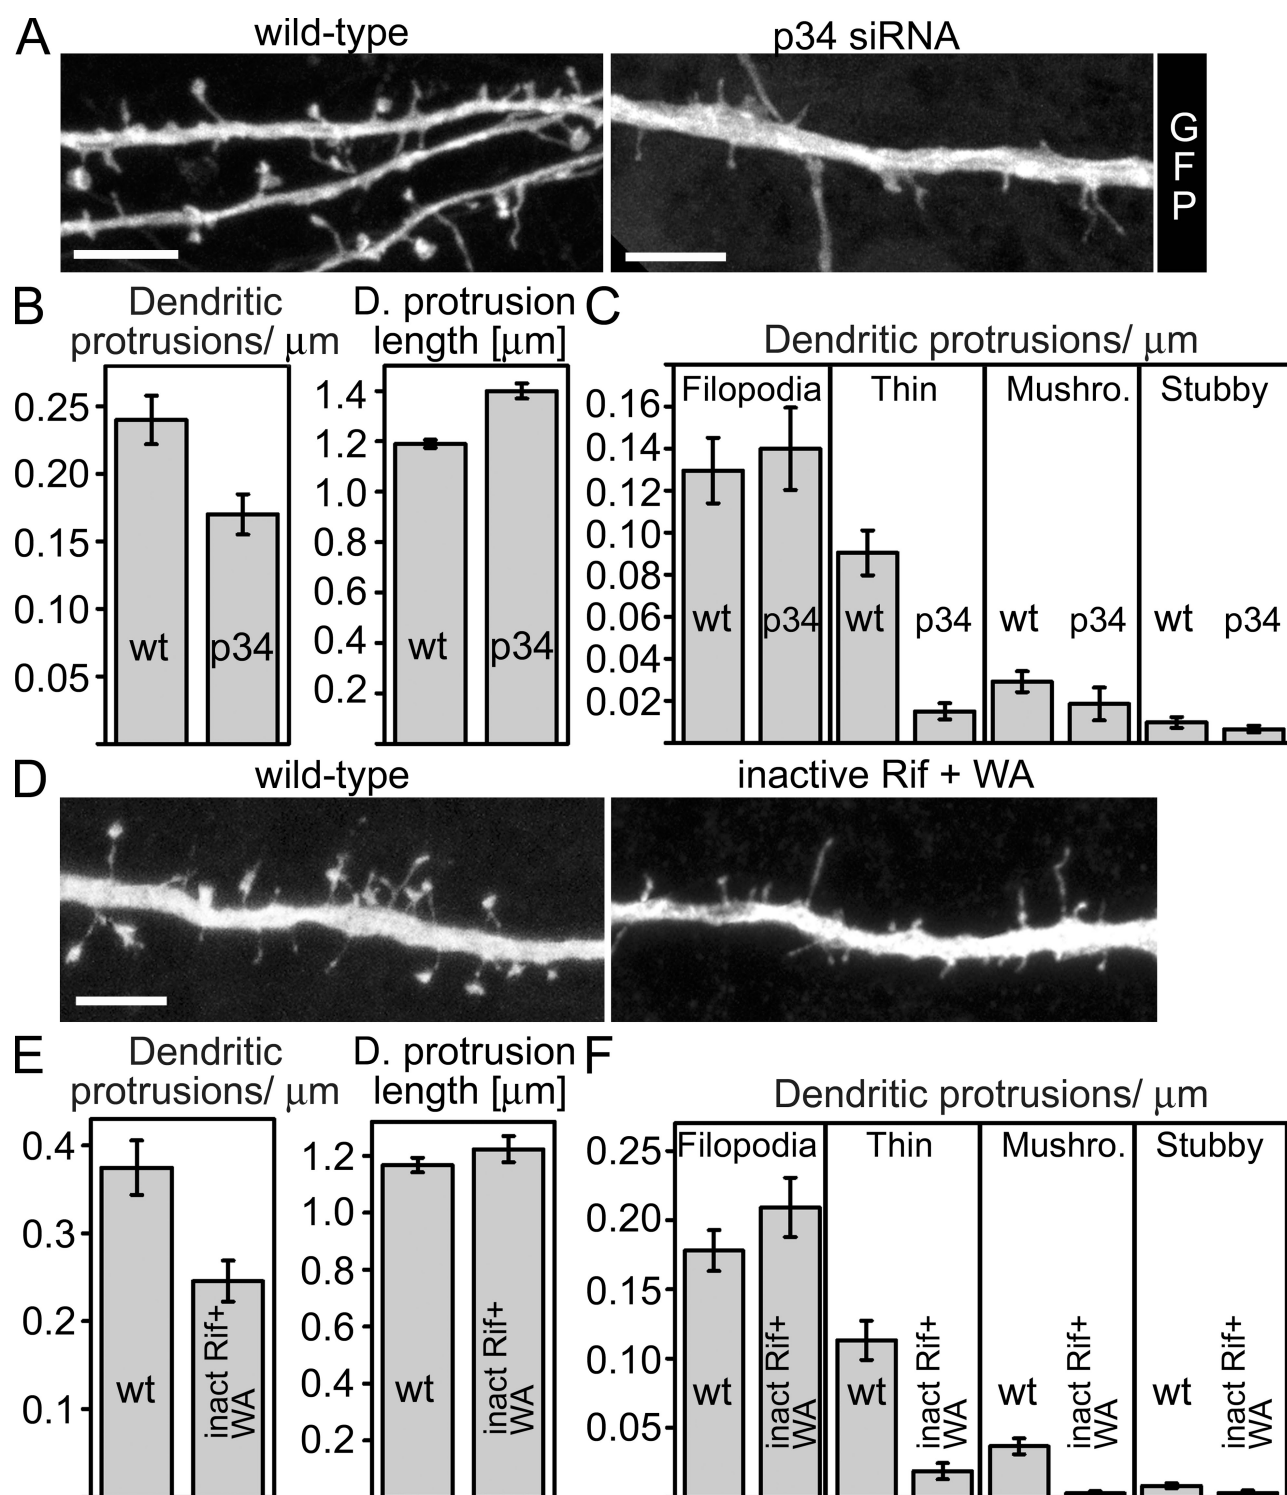 A
wild-type
p34 siRNA
G
F
P
B
Dendritic
protrusions/ μm
0.25
0.20
0.15
0.10
0.05
wt
p34
D. protrusion
length [μm]
1.4
1.2
1.0
0.8
0.6
0.4
0.2
wt
p34
C
Dendritic protrusions/ μm
Filopodia
Thin
Mushro.
Stubby
0.16
0.14
0.12
0.10
0.08
0.06
0.04
0.02
wt
p34
wt
p34
wt
p34
wt
p34
D
wild-type
inactive Rif + WA
E
Dendritic
protrusions/ μm
0.4
0.3
0.2
0.1
wt
inact Rif+
WA
D. protrusion
length [μm]
1.2
1.0
0.8
0.6
0.4
0.2
wt
inact Rif+
WA
F
Dendritic protrusions/ μm
Filopodia
Thin
Mushro.
Stubby
0.25
0.20
0.15
0.10
0.05
wt
inact Rif+
WA
wt
inact Rif+
WA
wt
inact Rif+
WA
wt
inact Rif+
WA